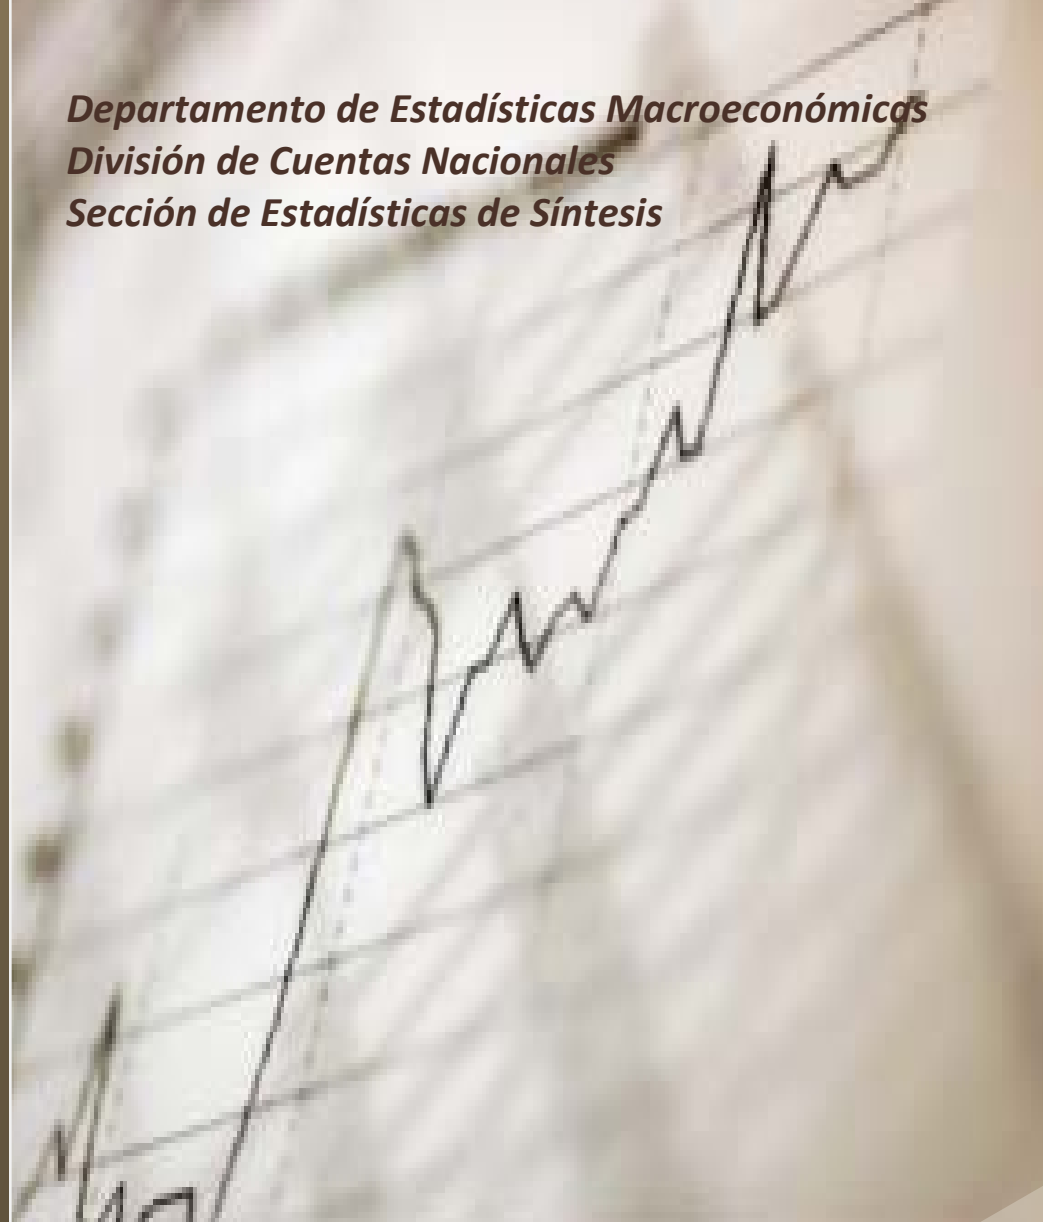 Departamento de Estadísticas Macroeconómicas
División de Cuentas Nacionales
Sección de Estadísticas de Síntesis